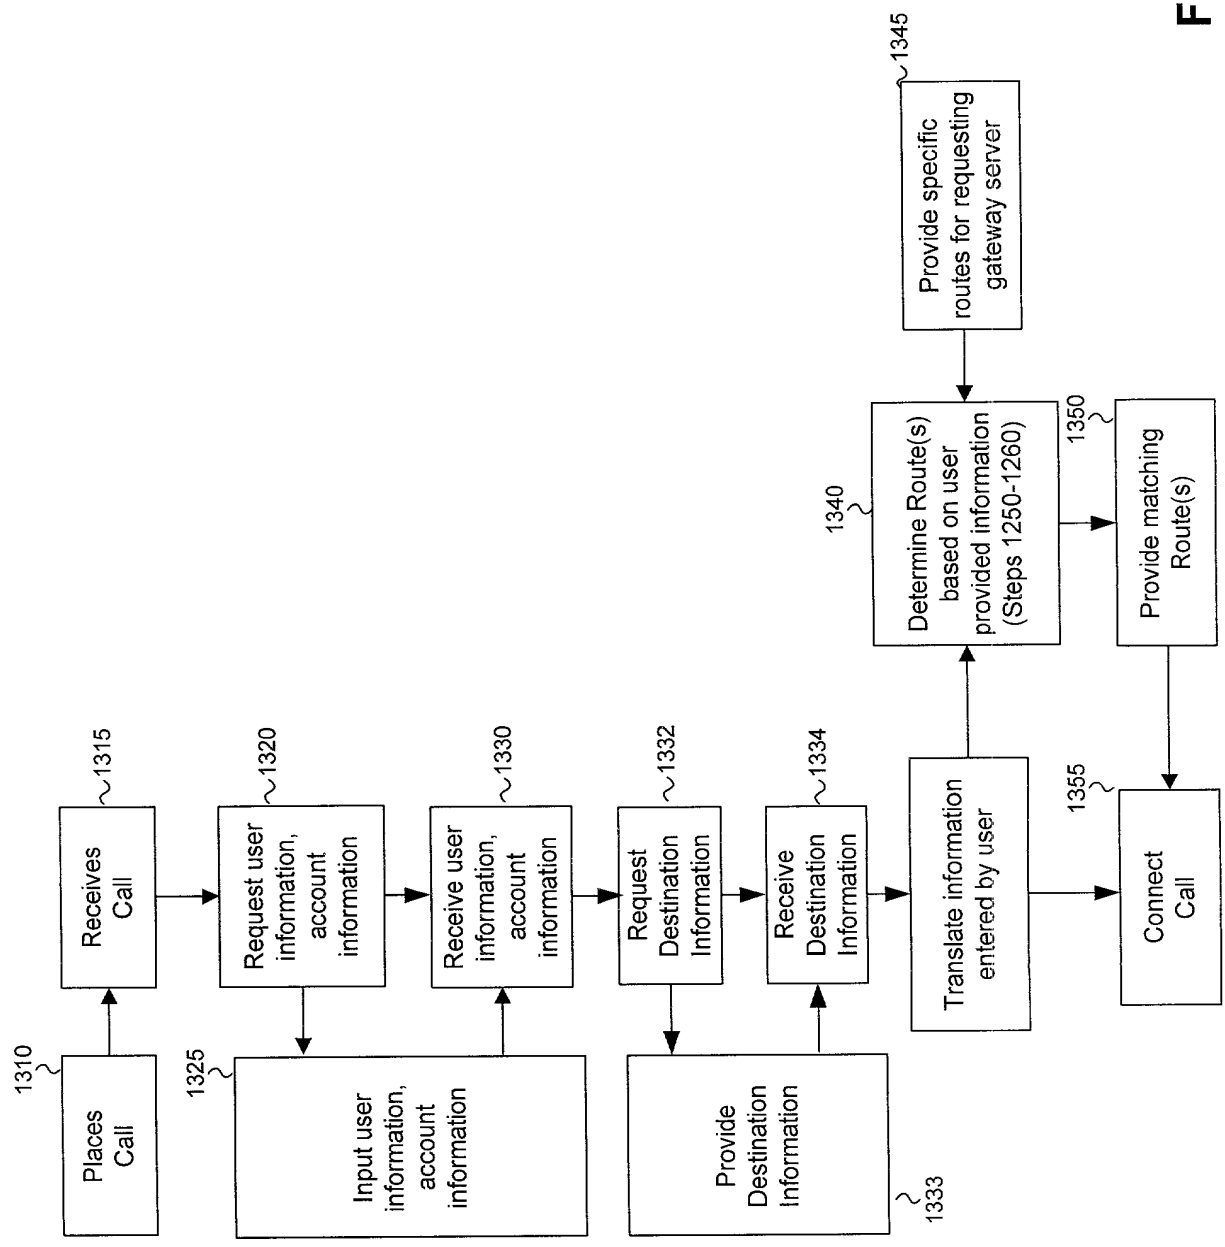 1310
Places
Call
1315
Receives
Call
1320
Request user
information,
account
information
1325
Input user
information,
account
information
1330
Receive user
information,
account
information
1332
Request
Destination
Information
1333
Provide
Destination
Information
1334
Receive
Destination
Information
Translate information
entered by user
1340
Determine Route(s)
based on user
provided information
(Steps 1250-1260)
1345
Provide specific
routes for requesting
gateway server
1350
Provide matching
Route(s)
1355
Connect
Call
F